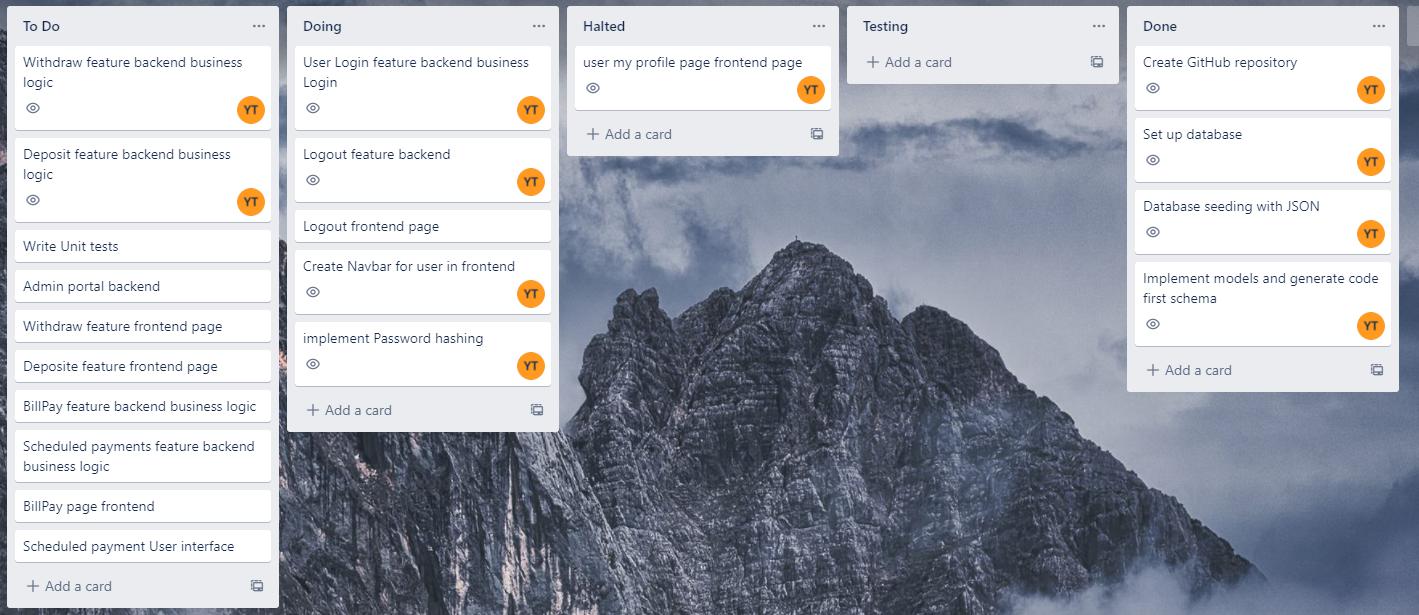 To Do
Withdraw feature backend business
logic
YT
Deposit feature backend business
logic
YT
Write Unit tests
Admin portal backend
Withdraw feature frontend page
Deposite feature frontend page
BillPay feature backend business logic
Scheduled payments feature backend
business logic
BillPay page frontend
Scheduled payment User interface
+ Add a card
Doing
User Login feature backend business
Login
YT
Logout feature backend
YT
Logout frontend page
Create Navbar for user in frontend
YT
implement Password hashing
YT
+ Add a card
Halted
user my profile page frontend page
YT
+ Add a card
Testing
+ Add a card
Done
Create GitHub repository
YT
Set up database
YT
Database seeding with JSON
YT
Implement models and generate code
first schema
YT
+ Add a card